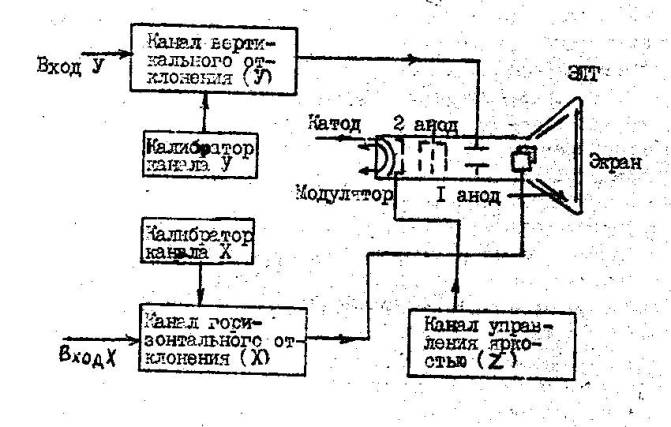 Канал верти-
кального от-
клонения (У)
Вход У
Калибратор
канала У
ЭЛТ
Катод
2 анод
Экран
Модулятор
I анод
Калибратор
канала X
Канал гори-
зонтального от-
клонения (X)
Вход X
Канал управ-
ления ярко-
стью (Z)